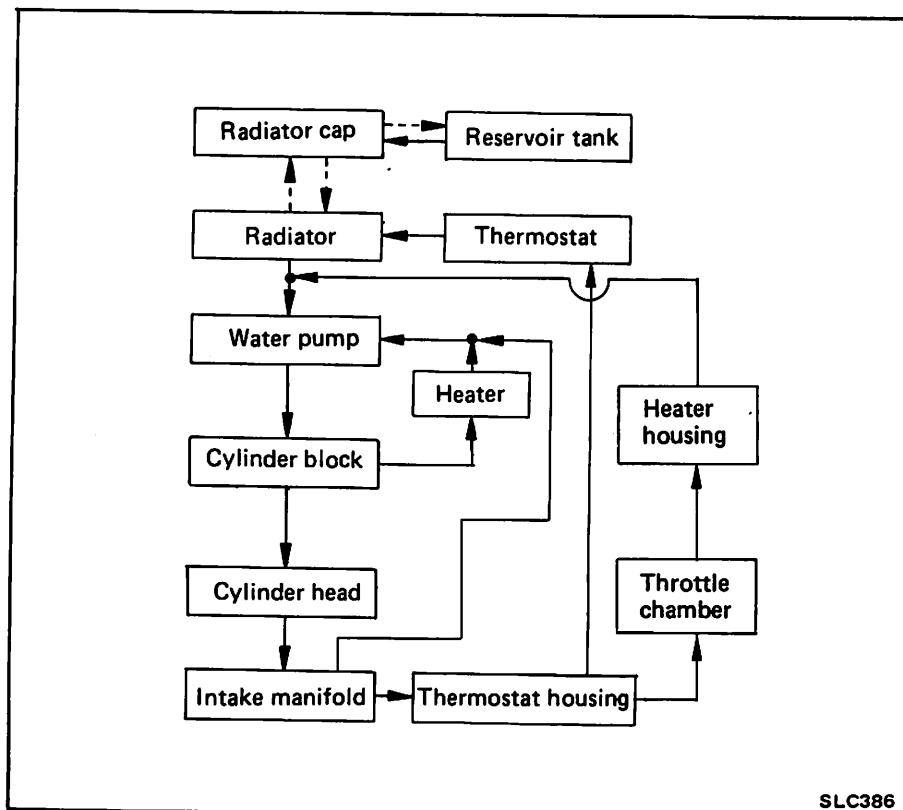 Radiator cap
Reservoir tank
Radiator
Thermostat
Water pump
Heater
Heater
housing
Cylinder block
Cylinder head
Throttle
chamber
Intake manifold
Thermostat housing
SLC386